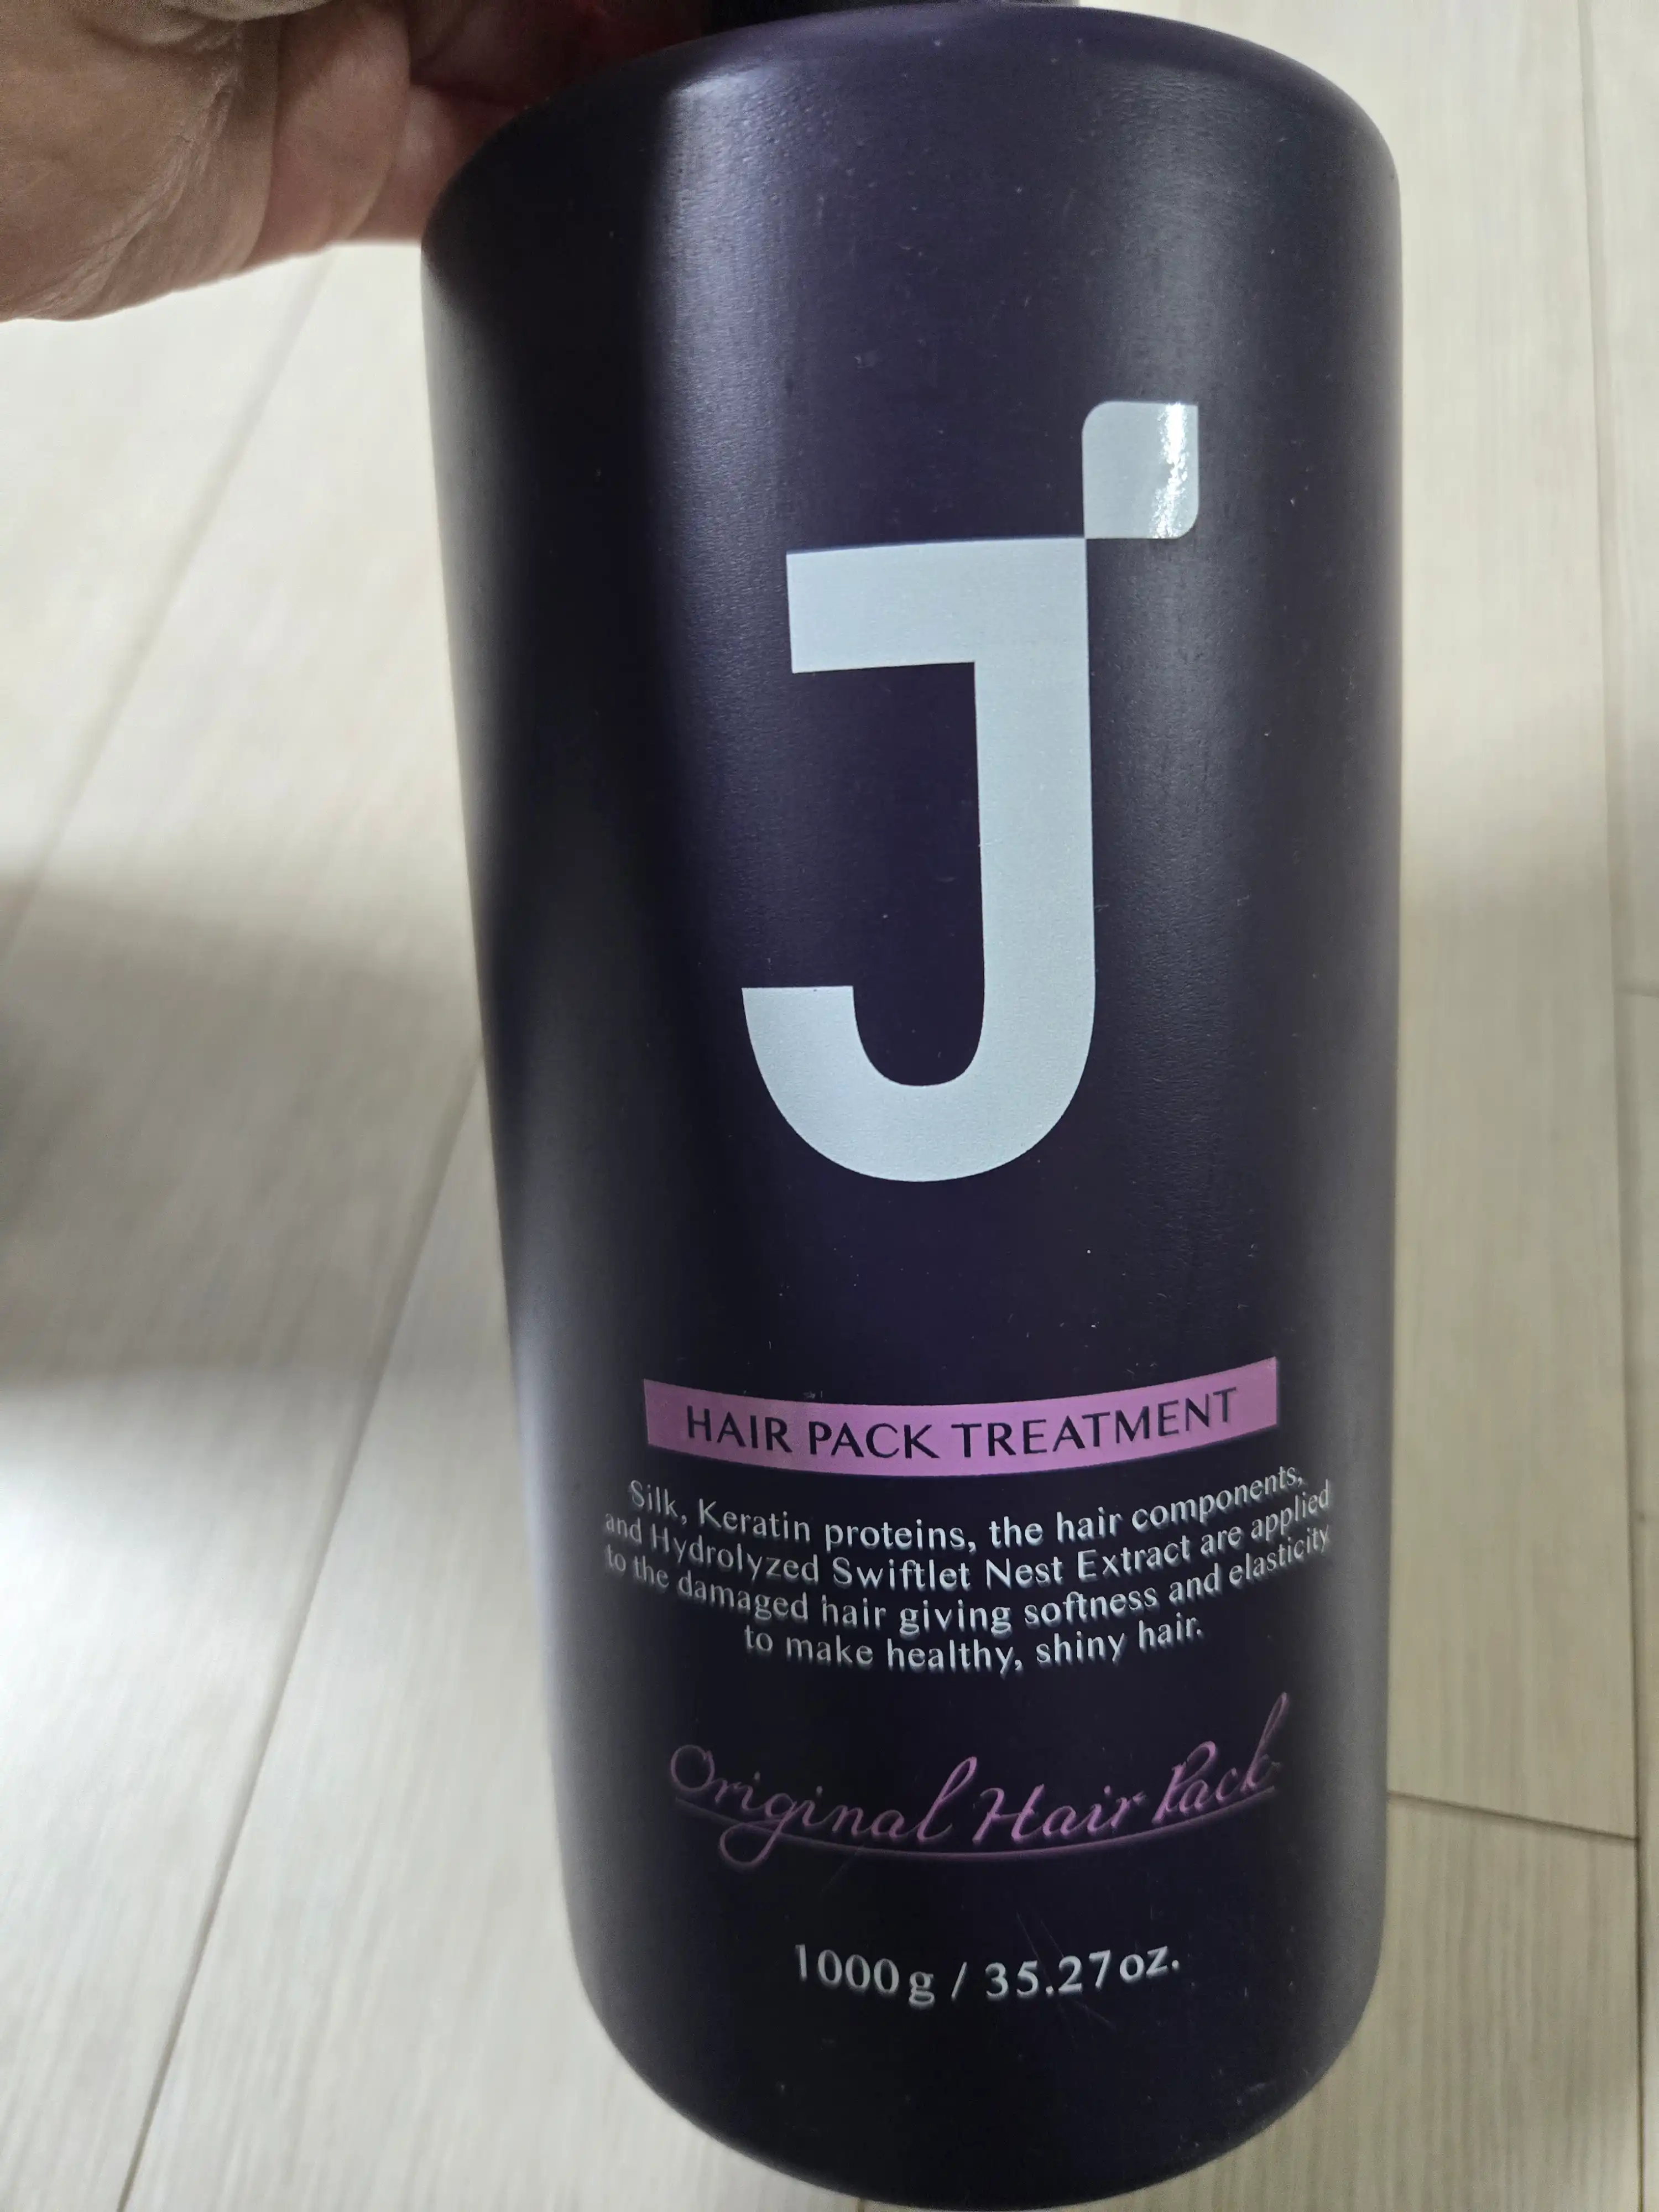 J
HAIR PACK TREATMENT
Silk, Keratin proteins, the hair components,
and Hydrolyzed Swiftlet Nest Extract are applied
to the damaged hair giving softness and elasticity
to make healthy, shiny hair.
Original Hair Pack
1000g / 35.27oz.